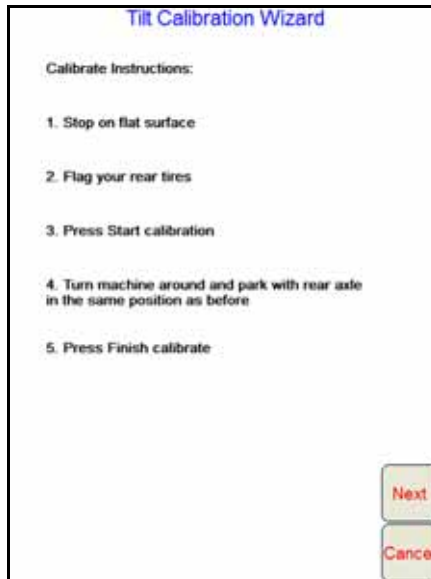 Tilt Calibration Wizard
Calibrate Instructions:
1. Stop on flat surface
2. Flag your rear tires
3. Press Start calibration
4. Turn machine around and park with rear axle
in the same position as before
5. Press Finish calibrate
Next
Cance